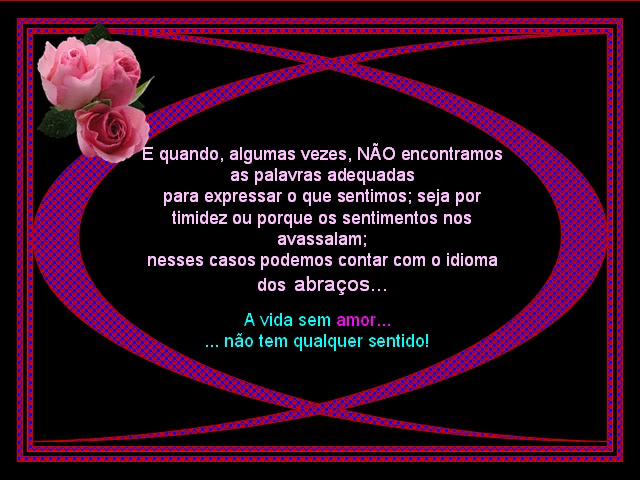 E quando, algumas vezes, NÃO encontramos
as palavras adequadas
para expressar o que sentimos; seja por
timidez ou porque os sentimentos nos
avassalam;
nesses casos podemos contar com o idioma
dos abraços...
A vida sem amor...
... não tem qualquer sentido!